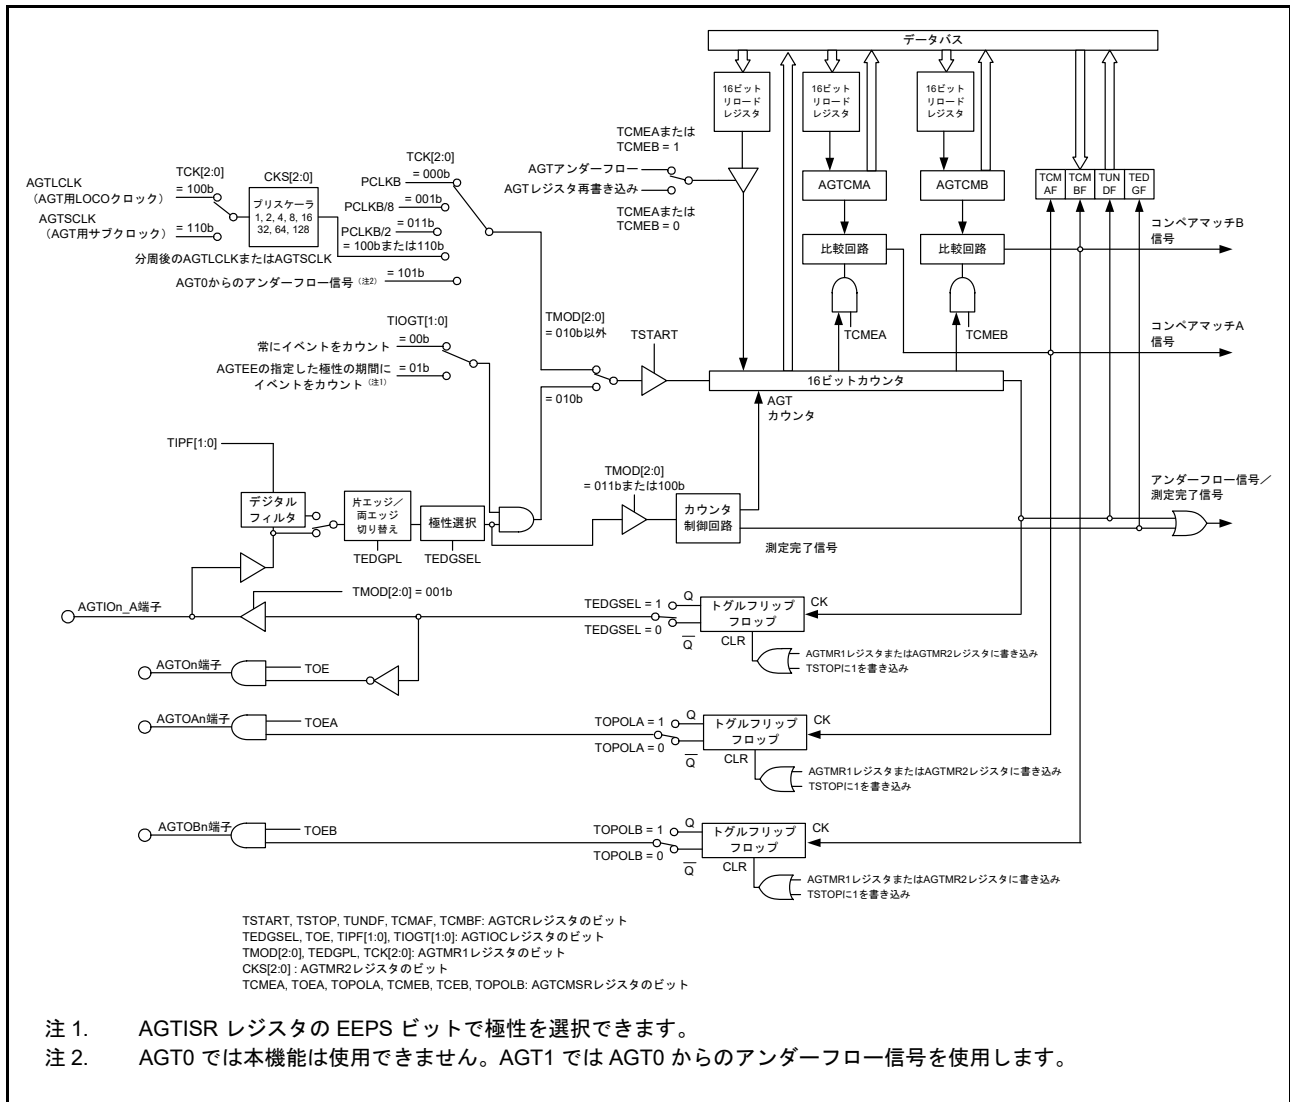 データバス
16ビット
リロード
レジスタ
16ビット
リロード
レジスタ
16ビット
リロード
レジスタ
TCMEAまたは
TCMEB = 1
AGTアンダーフロー
AGTレジスタ再書き込み
TCMEAまたは
TCMEB = 0
TCK[2:0]
= 000b
PCLKB
= 001b
PCLKB/8
= 011b
PCLKB/2
= 100bまたは110b
分周後のAGTLCLKまたはAGTSCLK
AGT0からのアンダーフロー信号（注2）
= 101b
TCK[2:0]
CKS[2:0]
AGTLCLK
（AGT用LOCOクロック）
= 100b
AGTSCLK
（AGT用サブクロック）
= 110b
プリスケーラ
1, 2, 4, 8, 16
32, 64, 128
AGTCMA
AGTCMB
TCM
AF
TCM
BF
TUN
DF
TED
GF
比較回路
比較回路
コンペアマッチB
信号
TCMEA
TCMEB
コンペアマッチA
信号
TIOGT[1:0]
= 00b
常にイベントをカウント
AGTEEの指定した極性の期間に
イベントをカウント（注1）
= 01b
TMOD[2:0]
= 010b以外
TSTART
= 010b
16ビットカウンタ
AGT
カウンタ
TIPF[1:0]
デジタル
フィルタ
片エッジ／
両エッジ
切り替え
極性選択
TEDGPL
TEDGSEL
TMOD[2:0]
= 011bまたは100b
カウンタ
制御回路
測定完了信号
アンダーフロー信号／
測定完了信号
AGTIOn_A端子
TMOD[2:0] = 001b
TEDGSEL = 1
Q
TEDGSEL = 0
Q
トグルフリップ
フロップ
CK
CLR
AGTMR1レジスタまたはAGTMR2レジスタに書き込み
TSTOPに1を書き込み
AGTOn端子
TOE
AGTOAn端子
TOEA
TOPOLA = 1
Q
TOPOLA = 0
Q
トグルフリップ
フロップ
CK
CLR
AGTMR1レジスタまたはAGTMR2レジスタに書き込み
TSTOPに1を書き込み
AGTOBn端子
TOEB
TOPOLB = 1
Q
TOPOLB = 0
Q
トグルフリップ
フロップ
CK
CLR
AGTMR1レジスタまたはAGTMR2レジスタに書き込み
TSTOPに1を書き込み
TSTART, TSTOP, TUNDF, TCMAF, TCMBF: AGTCRレジスタのビット
TEDGSEL, TOE, TIPF[1:0], TIOGT[1:0]: AGTIOCレジスタのビット
TMOD[2:0], TEDGPL, TCK[2:0]: AGTMR1レジスタのビット
CKS[2:0] : AGTMR2レジスタのビット
TCMEA, TOEA, TOPOLA, TCMEB, TCEB, TOPOLB: AGTCMSRレジスタのビット
注 1. AGTISR レジスタの EEPS ビットで極性を選択できます。
注 2. AGT0 では本機能は使用できません。AGT1 では AGT0 からのアンダーフロー信号を使用します。